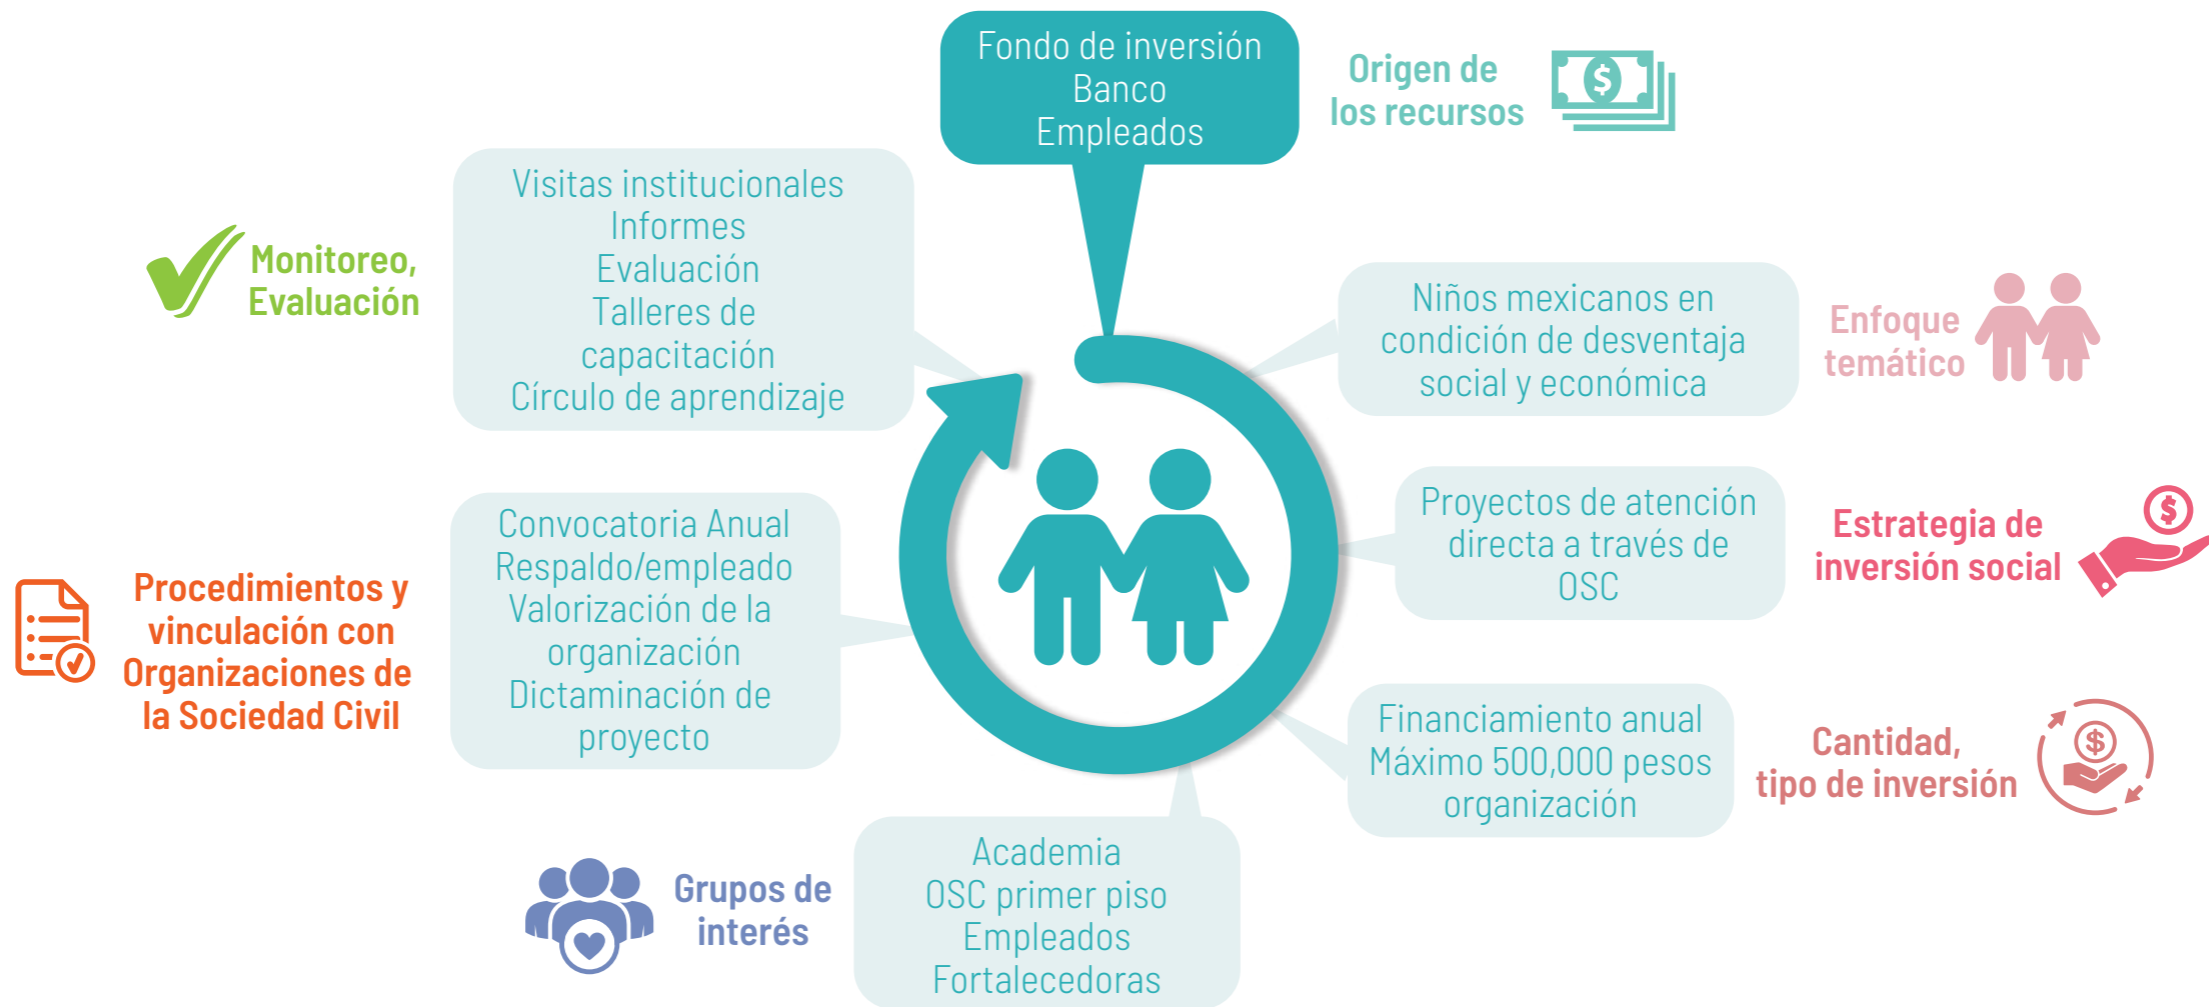 Fondo de inversión
Banco
Empleados
Origen de
los recursos
Niños mexicanos en
condición de desventaja
social y económica
Enfoque
temático
Proyectos de atención
directa a través de
OSC
Estrategia de
inversión social
Financiamiento anual
Máximo 500,000 pesos
organización
Cantidad,
tipo de inversión
Academia
OSC primer piso
Empleados
Fortalecedoras
Grupos de
interés
Convocatoria Anual
Respaldo/empleado
Valorización de la
organización
Dictaminación de
proyecto
Procedimientos y
vinculación con
Organizaciones de
la Sociedad Civil
Visitas institucionales
Informes
Evaluación
Talleres de
capacitación
Círculo de aprendizaje
Monitoreo,
Evaluación